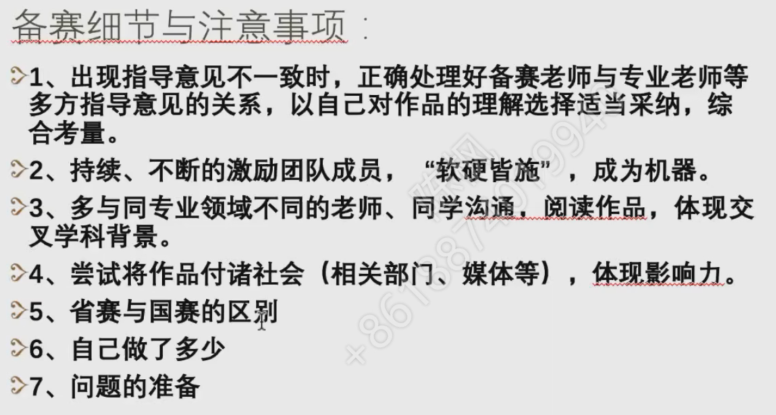 备赛细节与注意事项：
1、出现指导意见不一致时，正确处理好备赛老师与专业老师等
多方指导意见的关系，以自己对作品的理解选择适当采纳，综
合考量。
2、持续、不断的激励团队成员，“软硬皆施”，成为机器。
3、多与同专业领域不同的老师、同学沟通，阅读作品，体现交
叉学科背景。
4、尝试将作品付诸社会（相关部门、媒体等），体现影响力。
5、省赛与国赛的区别
6、自己做了多少
7、问题的准备